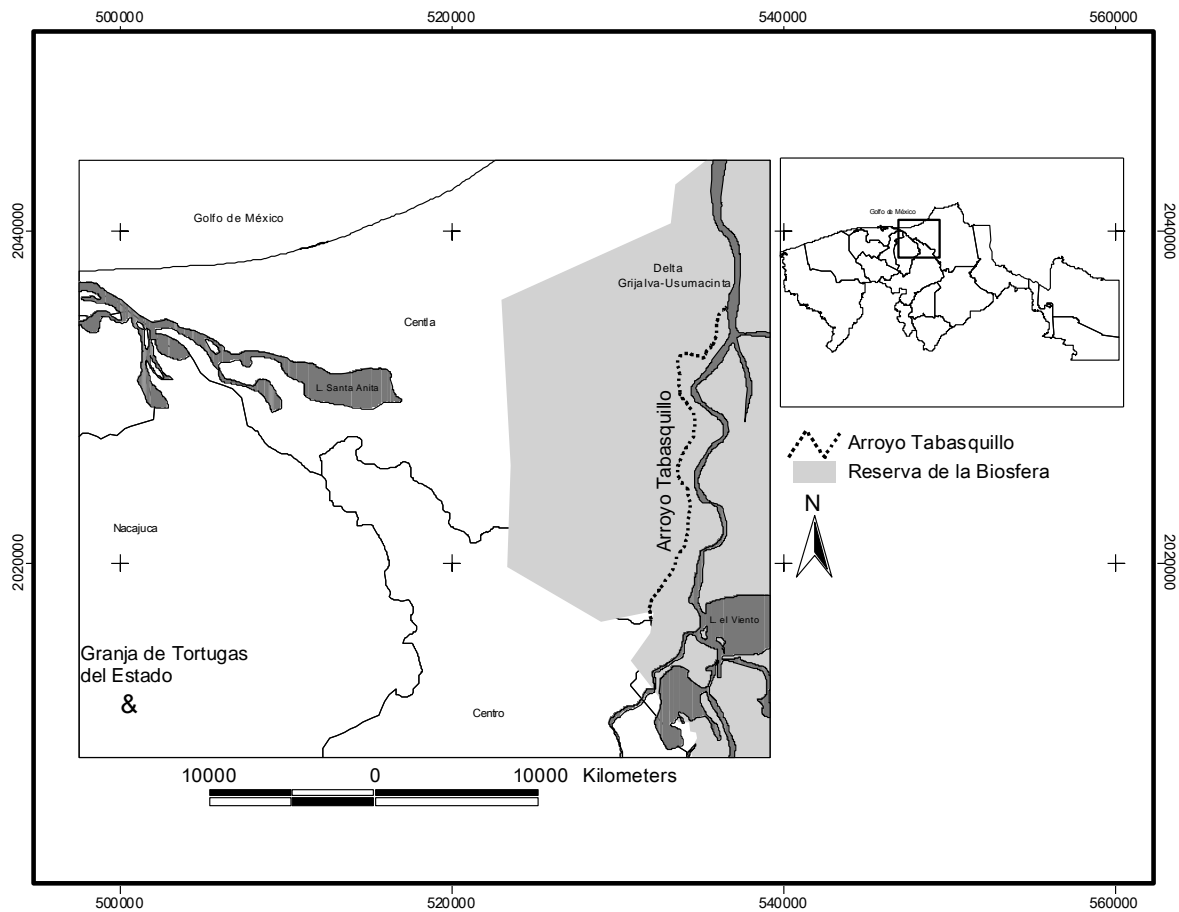 500000 520000 540000 560000
2040000
2040000
Golfo de México
Golfo de México
Delta
Grijalva-Usumacinta
Centla
L. Santa Anita
Arroyo Tabasquillo
Arroyo Tabasquillo
Reserva de la Biosfera
N
Nacajuca
2020000
2020000
L. el Viento
Granja de Tortugas
del Estado
&
Centro
10000 0 10000 Kilometers
500000 520000 540000 560000